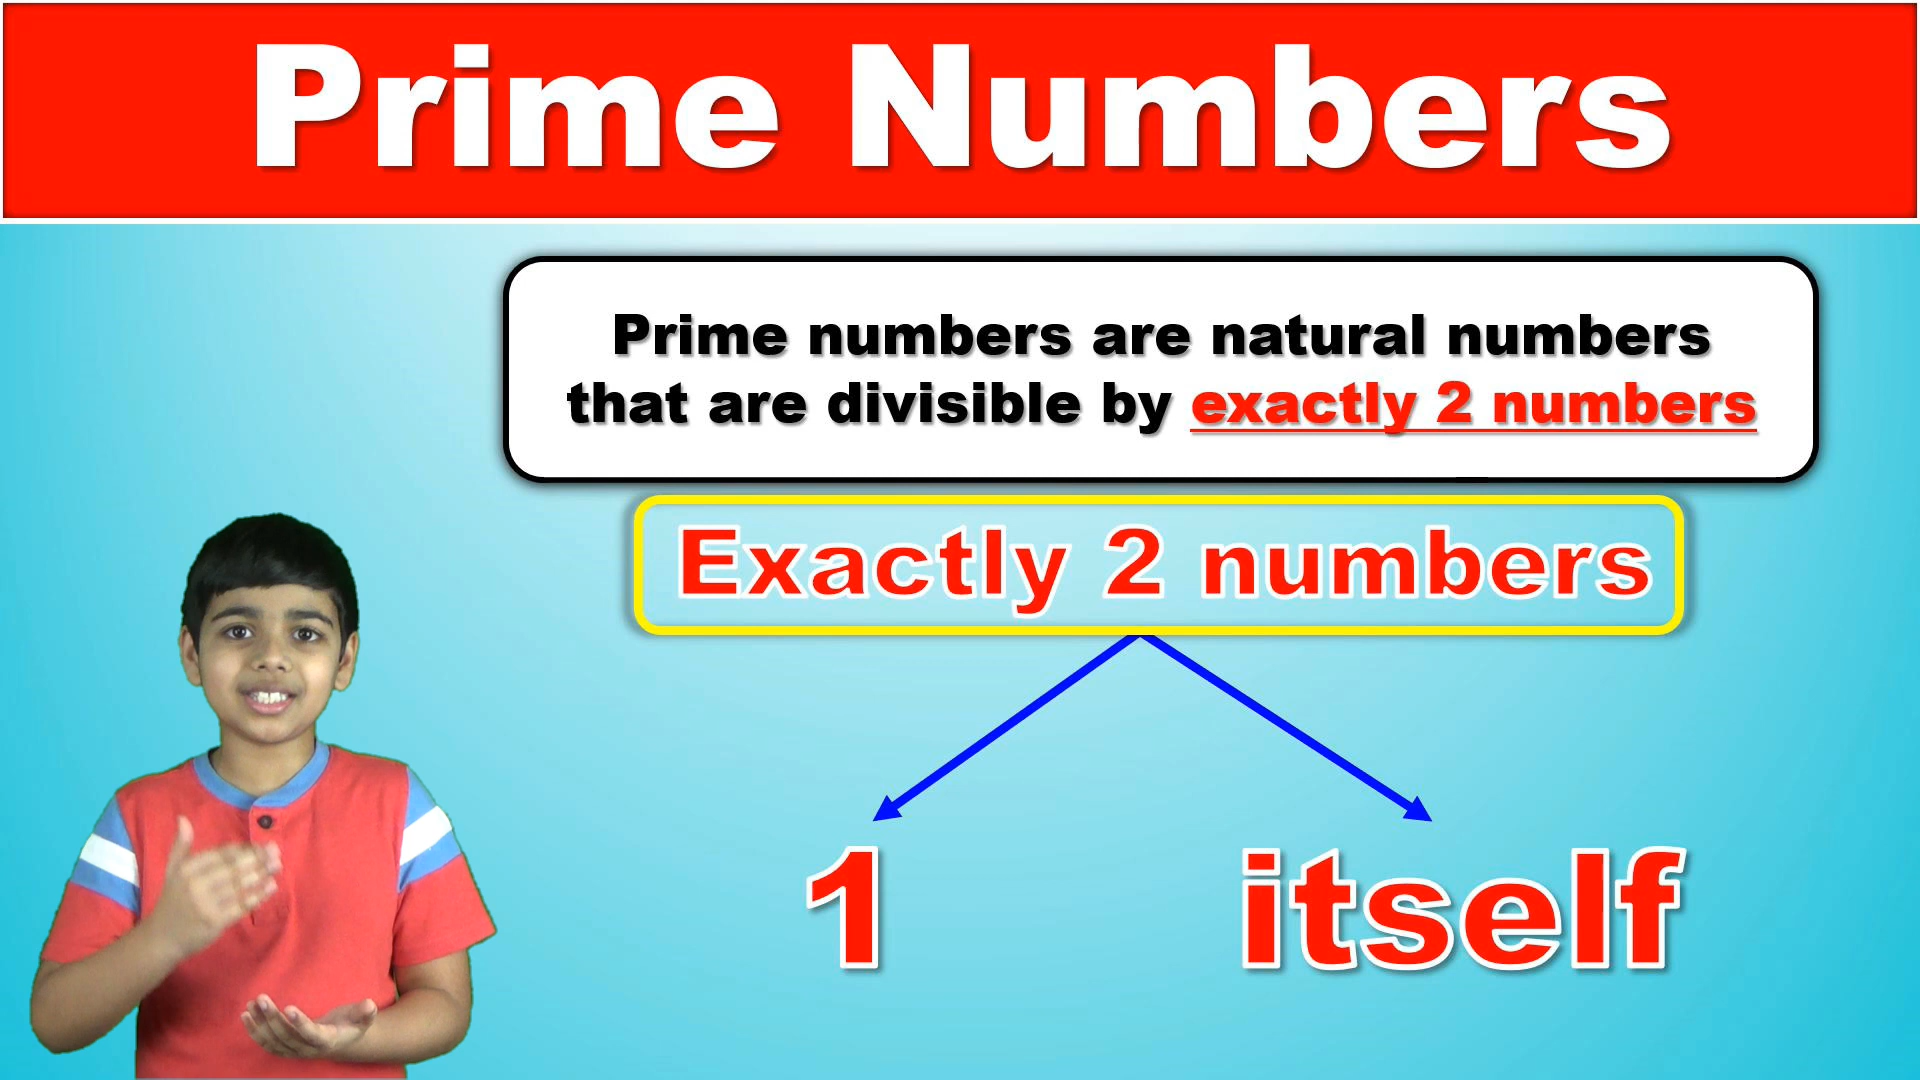 Prime Numbers
Prime numbers are natural numbers
that are divisible by exactly 2 numbers
Exactly 2 numbers
1
itself